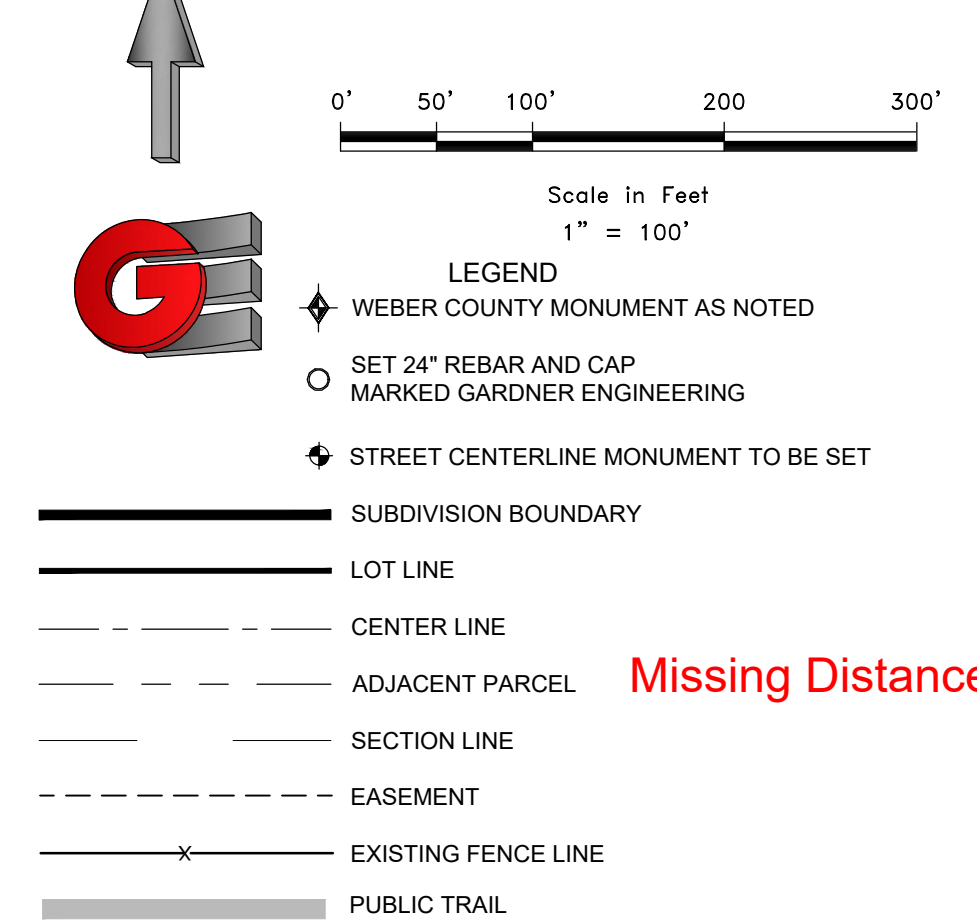 0' 50' 100' 200 300'
Scale in Feet
1" = 100'
LEGEND
WEBER COUNTY MONUMENT AS NOTED
SET 24" REBAR AND CAP
MARKED GARDNER ENGINEERING
STREET CENTERLINE MONUMENT TO BE SET
SUBDIVISION BOUNDARY
LOT LINE
CENTER LINE
ADJACENT PARCEL
Missing Distance
SECTION LINE
EASEMENT
X
EXISTING FENCE LINE
PUBLIC TRAIL
GE